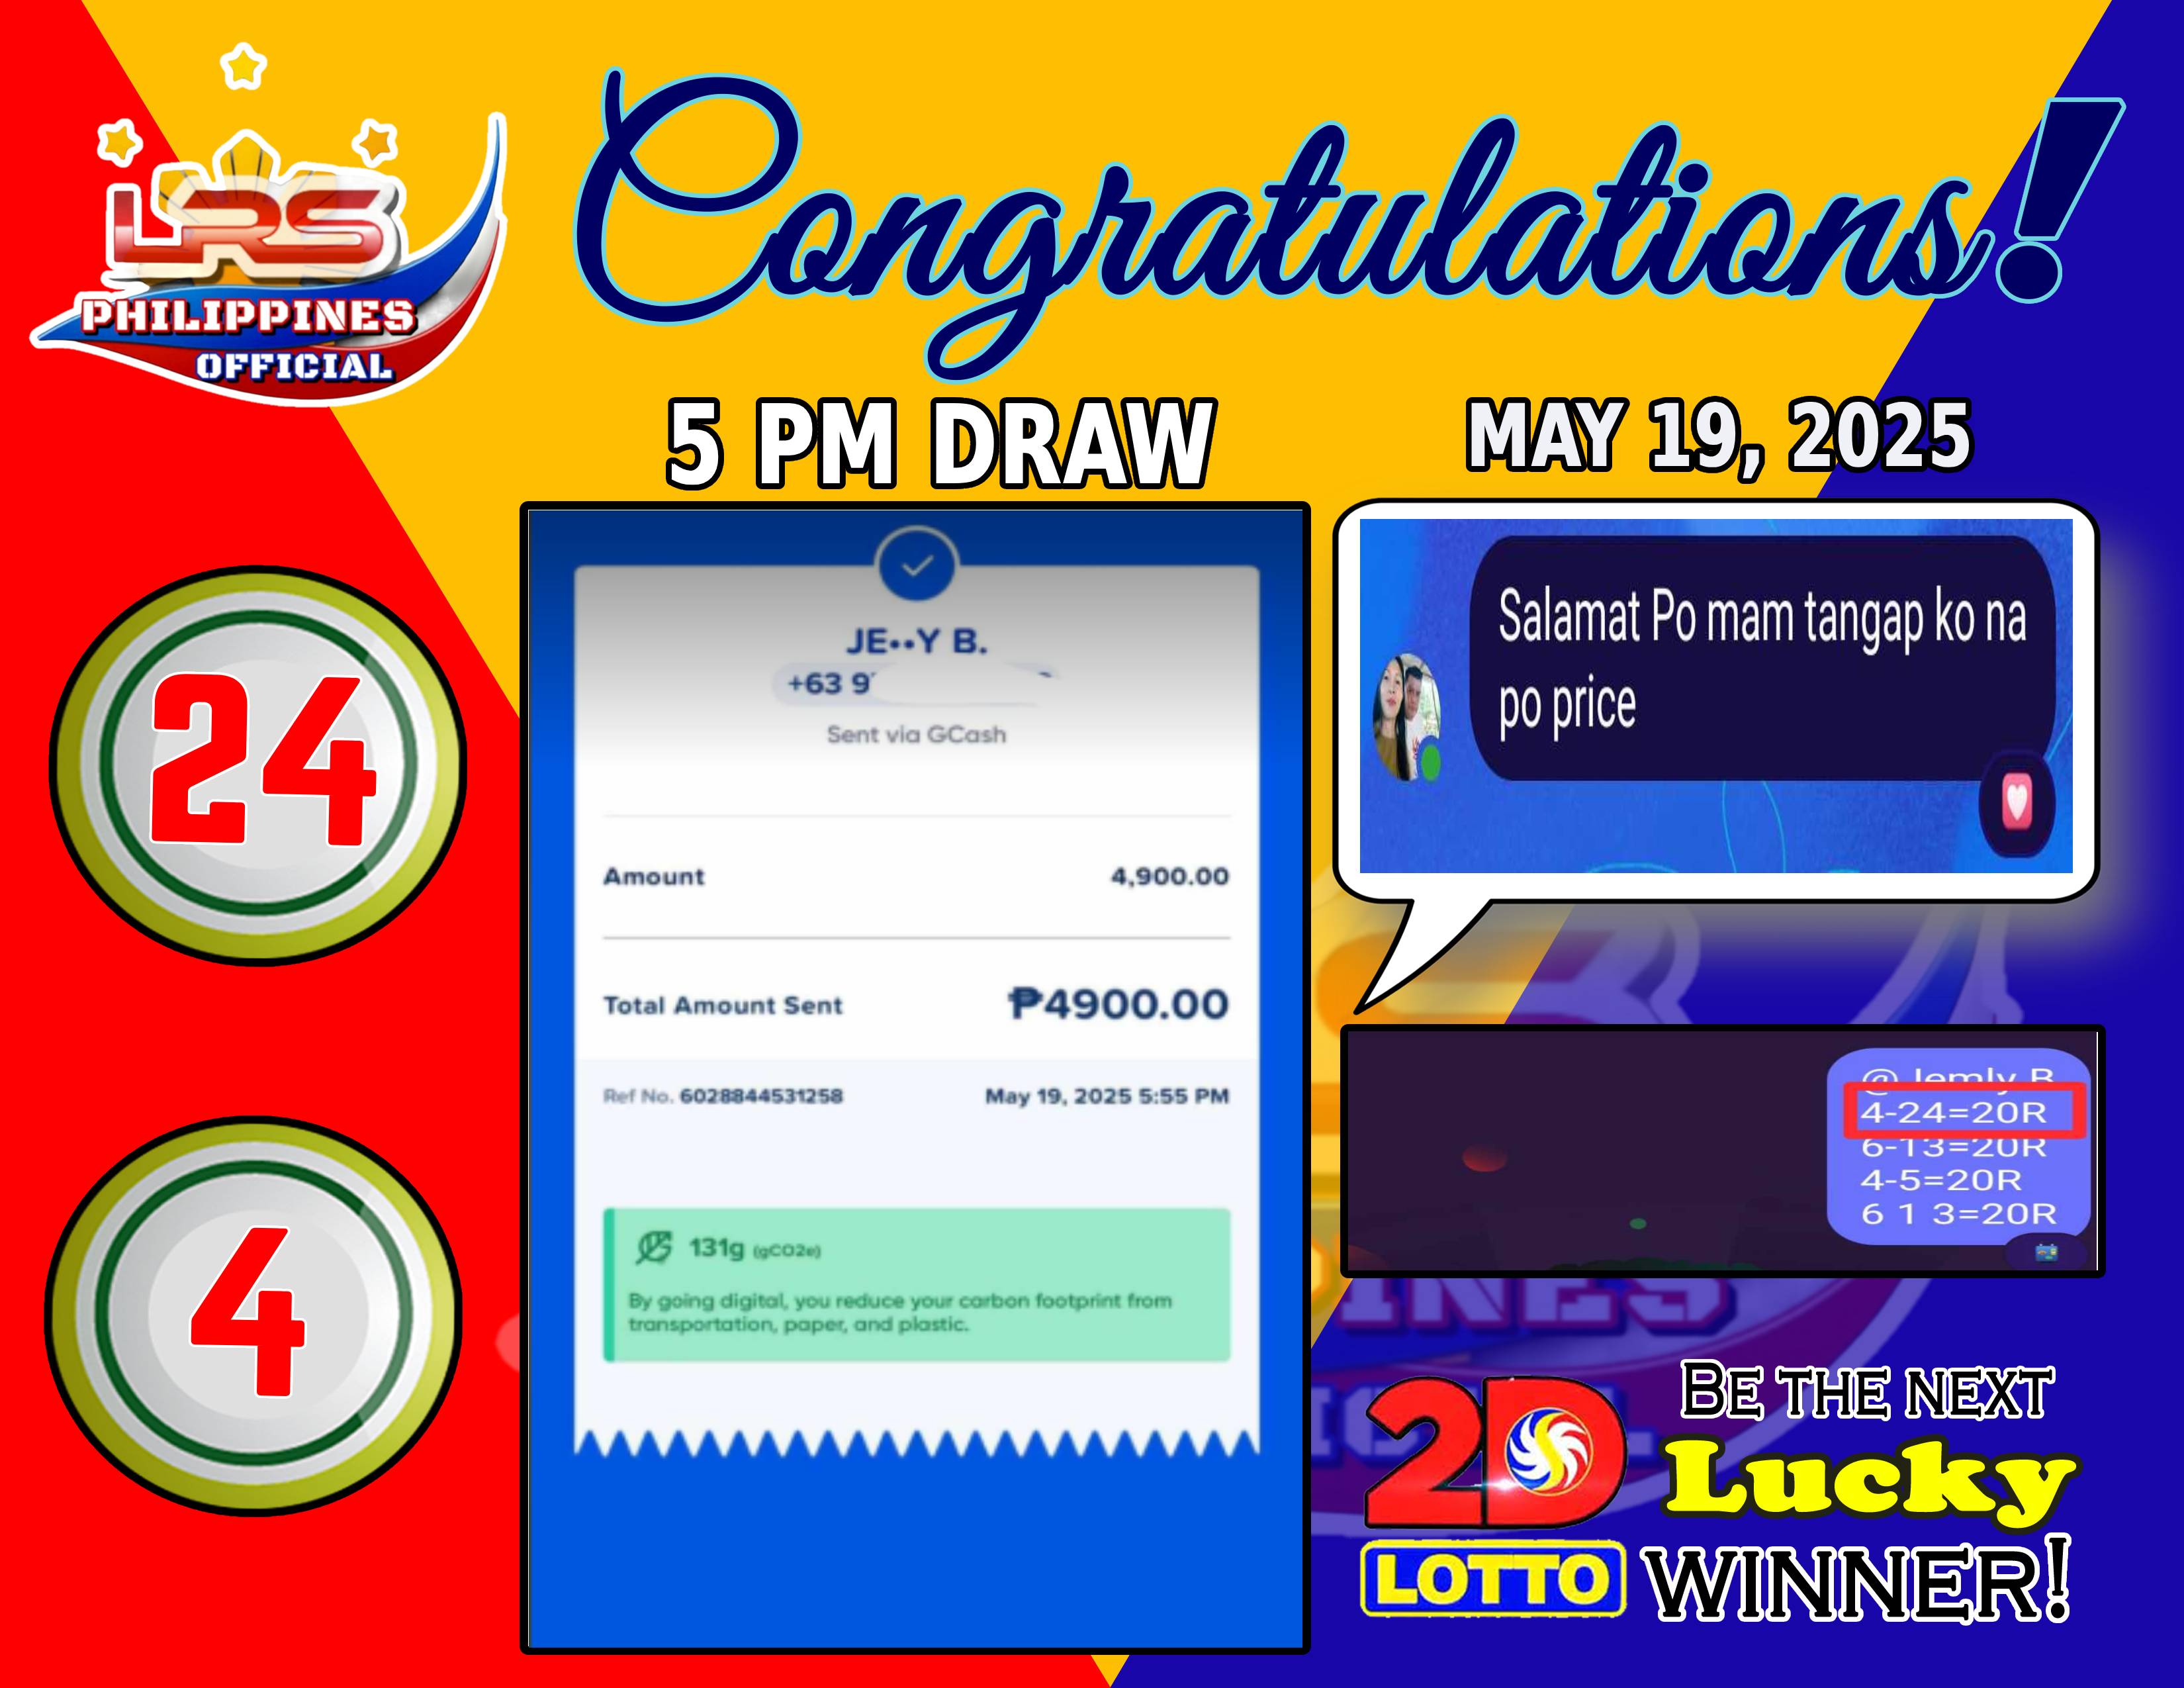 LRS
PHILIPPINES
OFFICIAL
Congratulations!
5 PM DRAW
MAY 19, 2025
24
4
JE••Y B.
+63 9
Sent via GCash
Amount 4,900.00
Total Amount Sent ₱4900.00
Ref No. 6028844531258 May 19, 2025 5:55 PM
131g (gCO2e)
By going digital, you reduce your carbon footprint from
transportation, paper, and plastic.
Salamat Po mam tangap ko na
po price
@Jemly B
4-24=20R
6-13=20R
4-5=20R
6 1 3=20R
2D
LOTTO
BE THE NEXT
Lucky
WINNER!